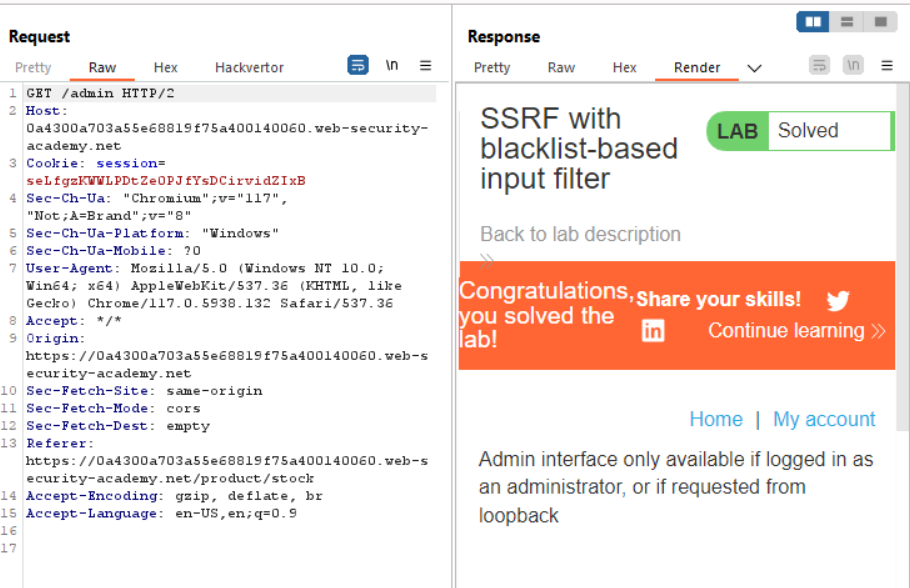 Request
Pretty Raw Hex Hackvertor \n ≡
1 GET /admin HTTP/2
2 Host:
0a4300a703a55e68819f75a400140060.web-security-
academy.net
3 Cookie: session=
seLfgzKWWLPDtZeOPJfYsDCirvidZIxB
4 Sec-Ch-Ua: "Chromium";v="117",
"Not;A=Brand";v="8"
5 Sec-Ch-Ua-Platform: "Windows"
6 Sec-Ch-Ua-Mobile: ?0
7 User-Agent: Mozilla/5.0 (Windows NT 10.0;
Win64; x64) AppleWebKit/537.36 (KHTML, like
Gecko) Chrome/117.0.5938.132 Safari/537.36
8 Accept: */*
9 Origin:
https://0a4300a703a55e68819f75a400140060.web-s
ecurity-academy.net
10 Sec-Fetch-Site: same-origin
11 Sec-Fetch-Mode: cors
12 Sec-Fetch-Dest: empty
13 Referer:
https://0a4300a703a55e68819f75a400140060.web-s
ecurity-academy.net/product/stock
14 Accept-Encoding: gzip, deflate, br
15 Accept-Language: en-US,en;q=0.9
16
17
Response
Pretty Raw Hex Render \n ≡
SSRF with
blacklist-based
input filter
LAB Solved
Back to lab description
Congratulations,
you solved the
lab!
Share your skills!
in Continue learning
Home | My account
Admin interface only available if logged in as
an administrator, or if requested from
loopback